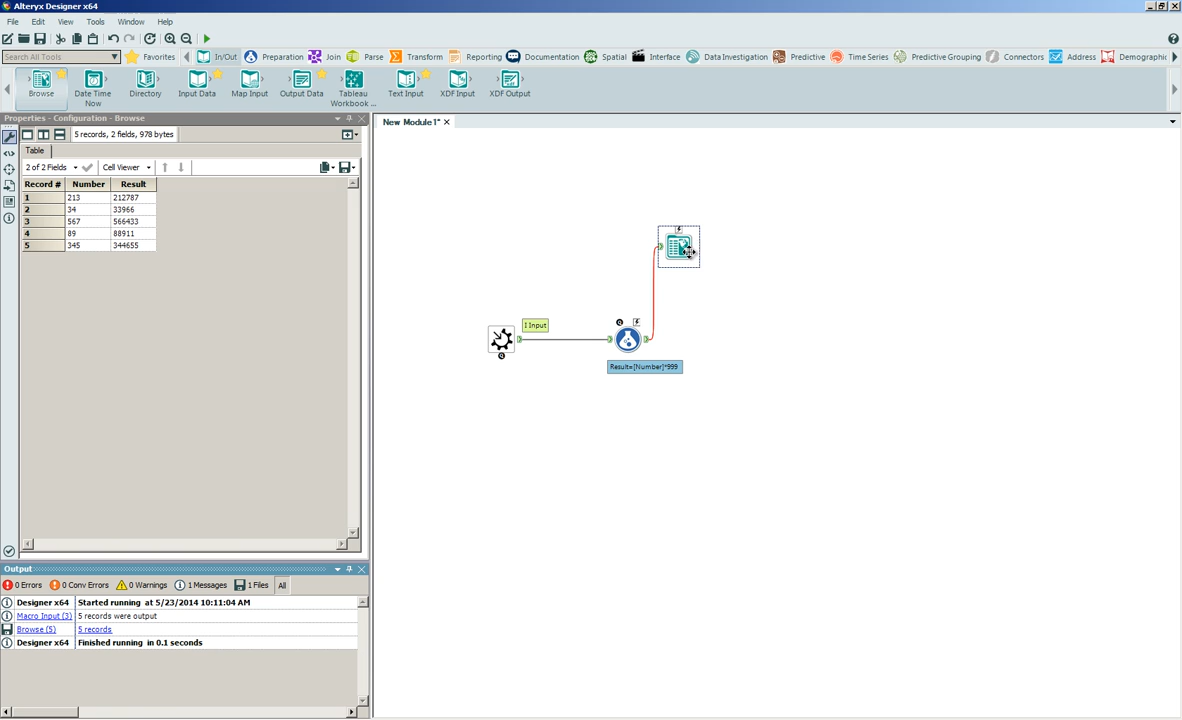 Alteryx Designer x64
File Edit View Tools Window Help
Search All Tools Favorites In/Out Preparation Join Parse Transform Reporting Documentation Spatial Interface Data Investigation Predictive Time Series Predictive Grouping Connectors Address Demographic
Browse Date Time Now Directory Input Data Map Input Output Data Tableau Workbook ... Text Input XDF Input XDF Output
Properties - Configuration - Browse
New Module1*
5 records, 2 fields, 978 bytes
Table
2 of 2 Fields Cell Viewer
Record # Number Result
1 213 212787
2 34 33966
3 567 566433
4 89 88911
5 345 344655
I Input
Q
Q
Result=[Number]*999
Output
0 Errors 0 Conv Errors 0 Warnings 1 Messages 1 Files All
Designer x64 Started running at 5/23/2014 10:11:04 AM
Macro Input (3) 5 records were output
Browse (5) 5 records
Designer x64 Finished running in 0.1 seconds